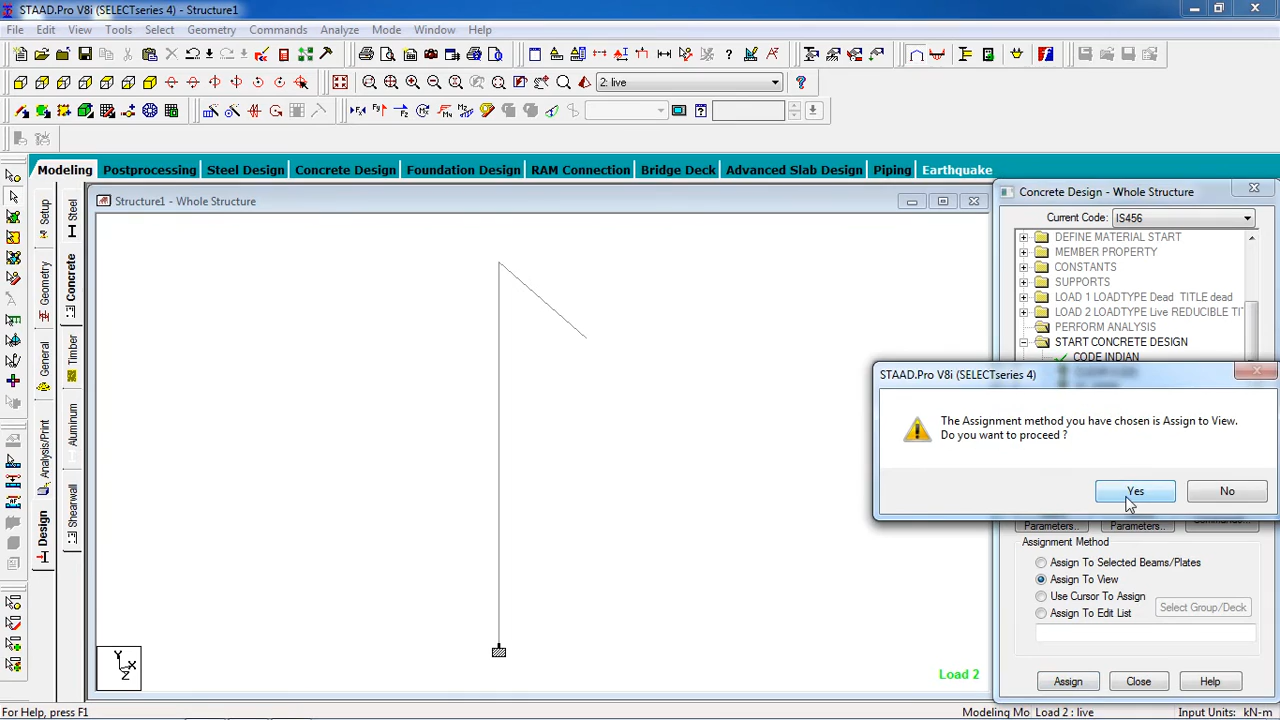 STAAD.Pro V8i (SELECTseries 4) - Structure1
File Edit View Tools Select Geometry Commands Analyze Mode Window Help
2: live
Modeling Postprocessing Steel Design Concrete Design Foundation Design RAM Connection Bridge Deck Advanced Slab Design Piping Earthquake
Setup
Geometry
General
Analysis/Print
Design
Steel
Concrete
Timber
Aluminum
Shearwall
Structure1 - Whole Structure
Y
X
Z
Load 2
Concrete Design - Whole Structure
Current Code: IS456
DEFINE MATERIAL START
MEMBER PROPERTY
CONSTANTS
SUPPORTS
LOAD 1 LOADTYPE Dead TITLE dead
LOAD 2 LOADTYPE Live REDUCIBLE TI
PERFORM ANALYSIS
START CONCRETE DESIGN
CODE INDIAN
STAAD.Pro V8i (SELECTseries 4)
The Assignment method you have chosen is Assign to View.
Do you want to proceed ?
Yes No
Parameters.. Parameters.. Commands...
Assignment Method
Assign To Selected Beams/Plates
Assign To View
Use Cursor To Assign
Select Group/Deck
Assign To Edit List
Assign Close Help
For Help, press F1
Modeling Mo Load 2 : live Input Units: kN-m